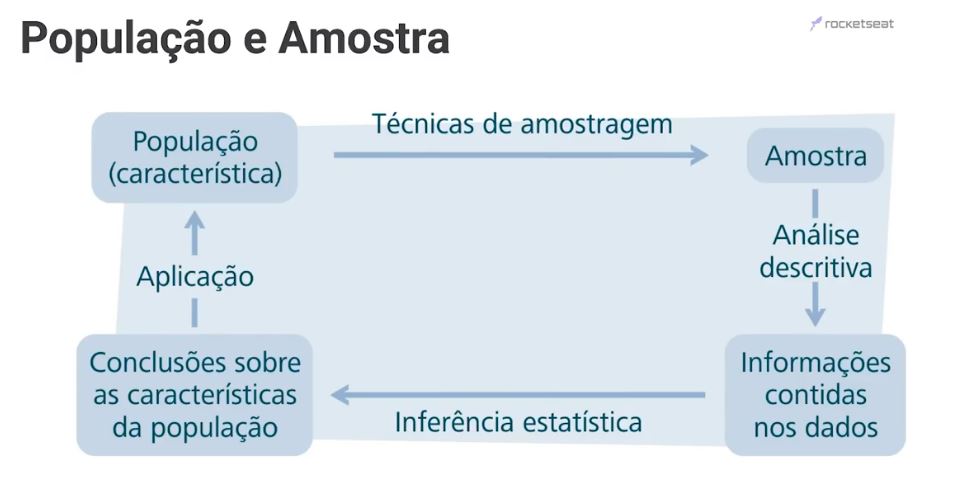 População e Amostra
rocketseat
População
(característica)
Técnicas de amostragem
Amostra
Análise
descritiva
Informações
contidas
nos dados
Inferência estatística
Conclusões sobre
as características
da população
Aplicação